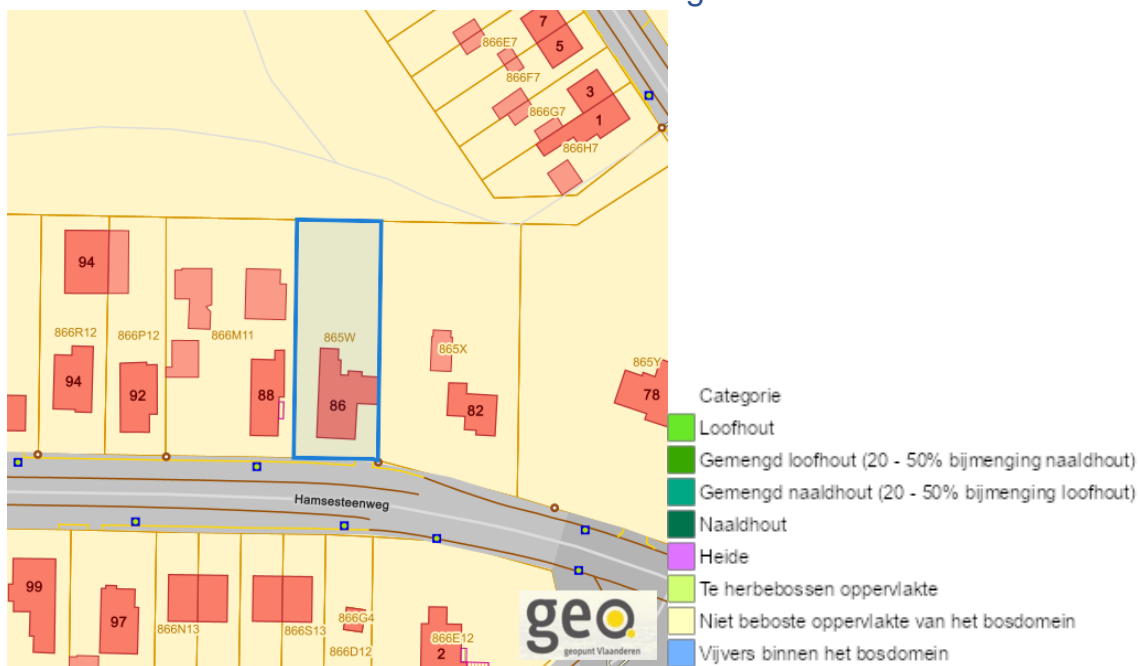 g
866E7
7
5
866F7
3
866G7
1
866H7
94
866R12
866P12
866M11
865W
865X
865Y
94
92
88
86
82
78
Hamsesteenweg
99
97
866N13
866S13
866G4
866D12
866E12
2
geo
geopunt Vlaanderen
Categorie
Loofhout
Gemengd loofhout (20 - 50% bijmenging naaldhout)
Gemengd naaldhout (20 - 50% bijmenging loofhout)
Naaldhout
Heide
Te herbebossen oppervlakte
Niet beboste oppervlakte van het bosdomein
Vijvers binnen het bosdomein